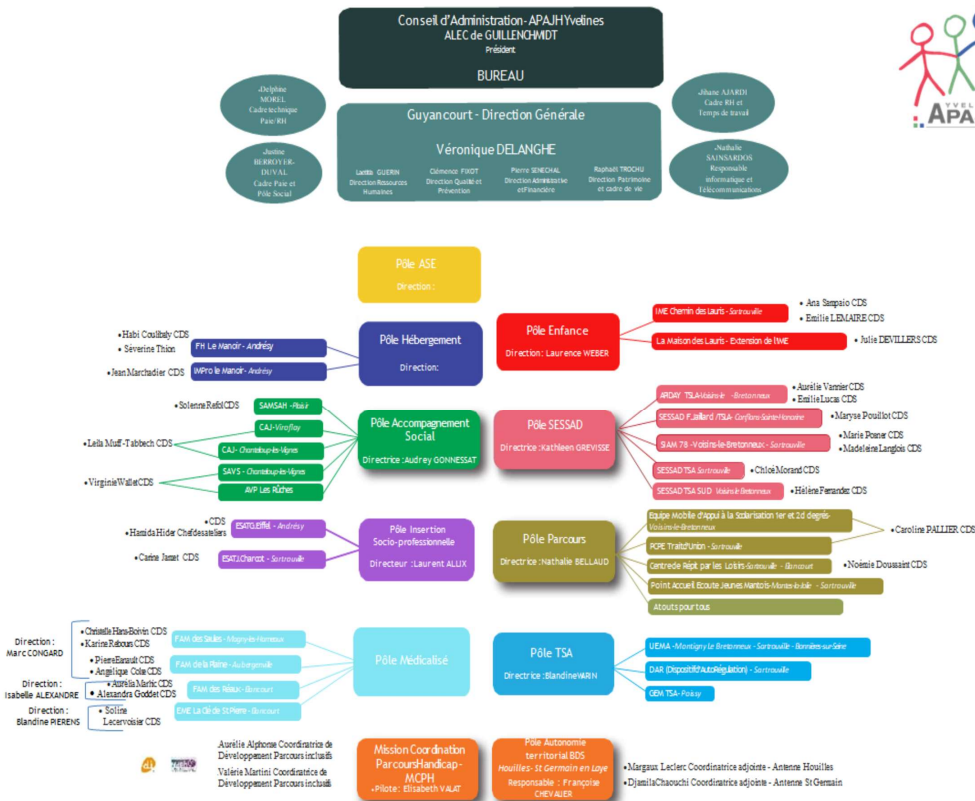 Conseil d'Administration- APAJHYvelines
ALEC de GUILLENCHMIDT
Président
BUREAU
•Delphine
MOREL
Cadre technique
Paie/RH
•Jihane AJARDI
Cadre RH et
Temps de travail
YVEL
APA
Guyancourt - Direction Générale
Véronique DELANGHE
•Justine
BERROYER-
DUVAL
Cadre Paie et
Pôle Social
Laetitia GUERIN
Direction Ressources
Humaines
Clémence FIXOT
Direction Qualité et
Prévention
Pierre SENECHAL
Direction Administrative
et Financière
Raphaël TROCHU
Direction Patrimoine
et cadre de vie
•Nathalie
SAINSARDOS
Responsable
informatique et
Télécommunications
Pôle ASE
Direction :
Pôle Hébergement
Direction:
•Habi Coulibaly CDS
• Séverine Thion
FH Le Manoir - Andrésy
•Jean Marchadier CDS
IMPro le Manoir- Andrésy
Pôle Enfance
Direction: Laurence WEBER
IME Chemin des Lauris - Sartrouville
• Ana Sampaio CDS
• Emilie LEMAIRE CDS
La Maison des Lauris - Extension de l'IME
• Julie DEVILLERS CDS
Pôle Accompagnement
Social
Directrice :Audrey GONNESSAT
•Solenne Refol CDS
SAMSAH -Plaisir
CAJ- Viroflay
•Leila Muff-Tabbech CDS
CAJ- Chanteloup-les-Vignes
SAVS - Chanteloup-les-Vignes
•Virginie Wallet CDS
AVP Les Rûches
Pôle SESSAD
Directrice :Kathleen GREVISSE
ARDAY TSLA-Voisins-le -Bretonneux
•Aurélie Vannier CDS
•Emilie Lucas CDS
SESSAD F.Jaillard /TSLA- Conflans-Sainte-Honorine
•Maryse Pouillot CDS
SIAM 78 -Voisins-le-Bretonneux - Sartrouville
•Marie Posner CDS
•Madeleine Langlois CDS
SESSAD TSA Sartrouville
•Chloé Morand CDS
SESSAD TSA SUD Voisins le Bretonneux
•Hélène Fernandez CDS
Pôle Insertion
Socio-professionnelle
Directeur :Laurent ALLIX
• CDS
•Hamida Hider Chef des ateliers
ESAT G.Eiffel - Andrésy
•Carine Jamet CDS
ESAT J.Charcot - Sartrouville
Pôle Parcours
Directrice :Nathalie BELLAUD
Equipe Mobile d'Appui à la Scolarisation 1er et 2d degrés-
Voisins-le-Bretonneux
•Caroline PALLIER CDS
PCPE Trait d'Union - Sartrouville
Centre de Répit par les Loisirs-Sartrouville - Elancourt
•Noémie Doussaint CDS
Point Accueil Ecoute Jeunes Mantois-Mantes-la-Jolie - Sartrouville
Atouts pour tous
Pôle Médicalisé
Direction :
Marc CONGARD
•Christelle Hans-Boivin CDS
•Karine Rebours CDS
FAM des Saules - Magny-les-Hameaux
•Pierre Esnault CDS
•Angélique Colas CDS
FAM de la Plaine - Aubergenville
Direction :
Isabelle ALEXANDRE
•Aurélia Marhic CDS
• Alexandra Goddet CDS
FAM des Réaux - Elancourt
Direction :
Blandine PIERENS
• Soline
Lecervoisier CDS
EME La Clé de St Pierre - Elancourt
Pôle TSA
Directrice :Blandine VARIN
UEMA -Montigny Le Bretonneux - Sartrouville - Bonnières-sur-Seine
DAR (Dispositif d'AutoRégulation) - Sartrouville
GEM TSA- Poissy
Aurélie Alphonse Coordinatrice de
Développement Parcours inclusifs
Valérie Martini Coordinatrice de
Développement Parcours inclusifs
Mission Coordination
Parcours Handicap-
MCPH
•Pilote: Elisabeth VALAT
Pôle Autonomie
territorial BDS
Houilles- St Germain en Laye
Responsable : Françoise
CHEVALIER
•Margaux Leclerc Coordinatrice adjointe - Antenne Houilles
•Djamila Chaouchi Coordinatrice adjointe - Antenne St Germain